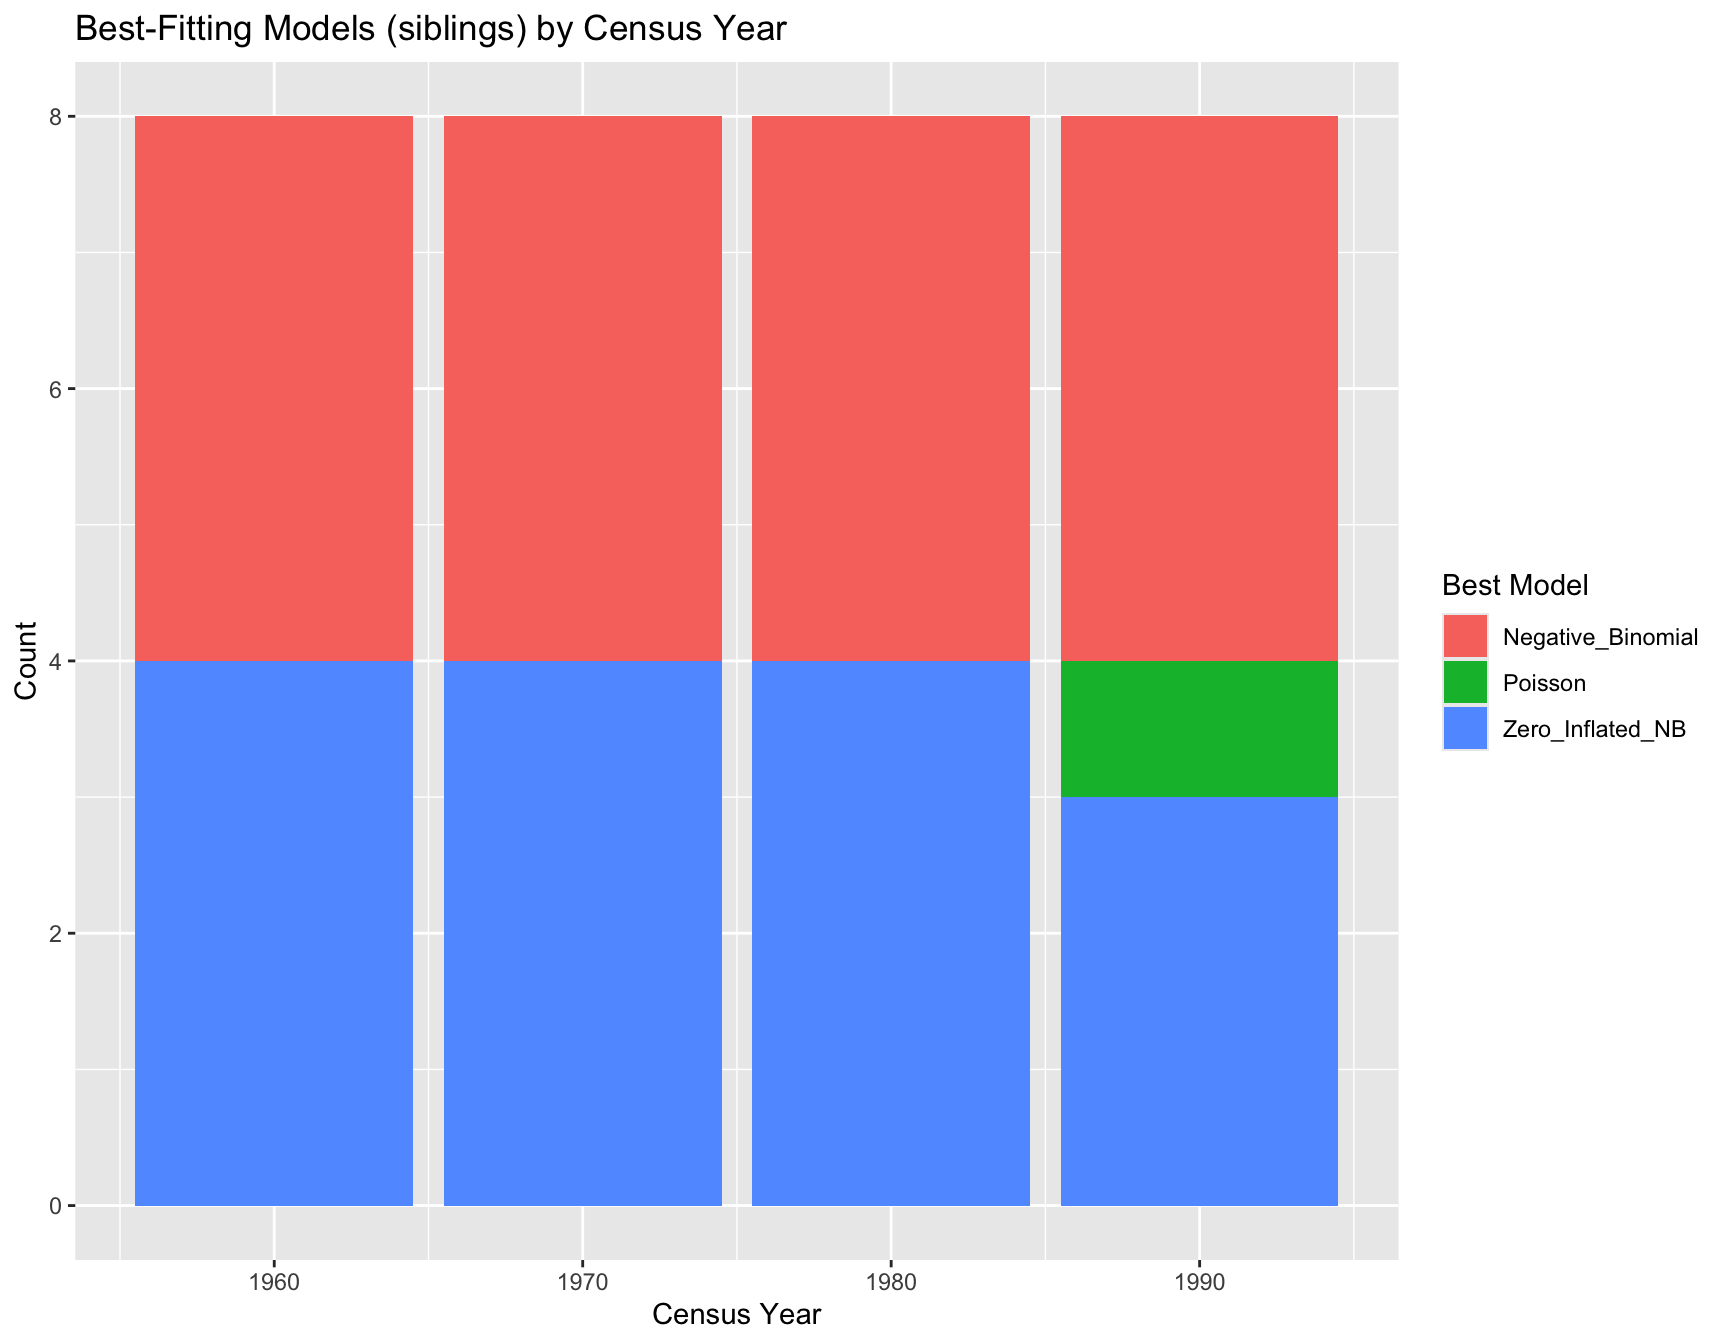 Best-Fitting Models (siblings) by Census Year
8
6
4
2
0
Count
1960 1970 1980 1990
Census Year
Best Model
Negative_Binomial
Poisson
Zero_Inflated_NB